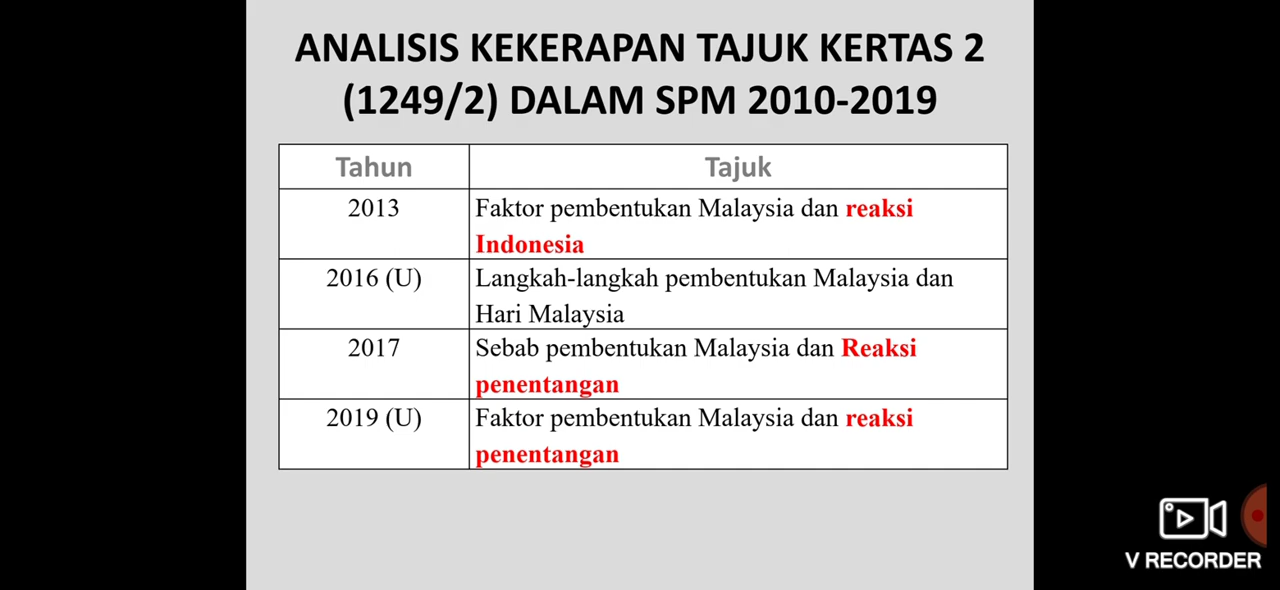 ANALISIS KEKERAPAN TAJUK KERTAS 2
(1249/2) DALAM SPM 2010-2019
Tahun Tajuk
2013 Faktor pembentukan Malaysia dan reaksi
Indonesia
2016 (U) Langkah-langkah pembentukan Malaysia dan
Hari Malaysia
2017 Sebab pembentukan Malaysia dan Reaksi
penentangan
2019 (U) Faktor pembentukan Malaysia dan reaksi
penentangan
V RECORDER